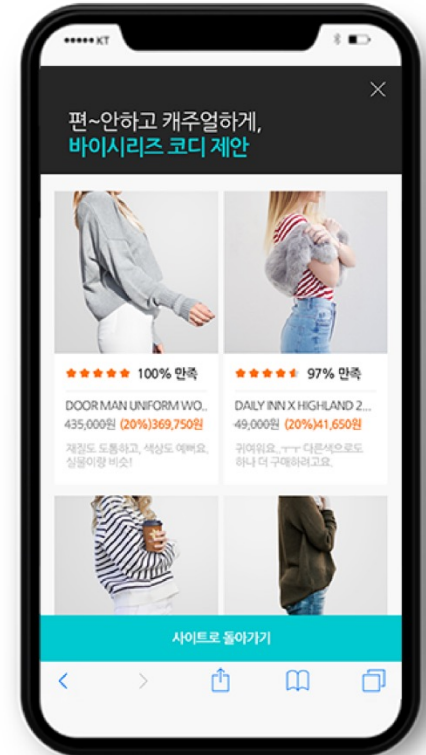 KT
편~안하고 캐주얼하게,
바이시리즈 코디 제안
100% 만족
97% 만족
DOOR MAN UNIFORM WO..
DAILY INN X HIGHLAND 2...
435,000원 (20%)369,750원
49,000원 (20%)41,650원
재질도 도톰하고, 색상도 예뻐요.
실물이랑 비슷!
귀여워요..ㅜㅜ 다른색으로도
하나 더 구매하려고요.
사이트로 돌아가기